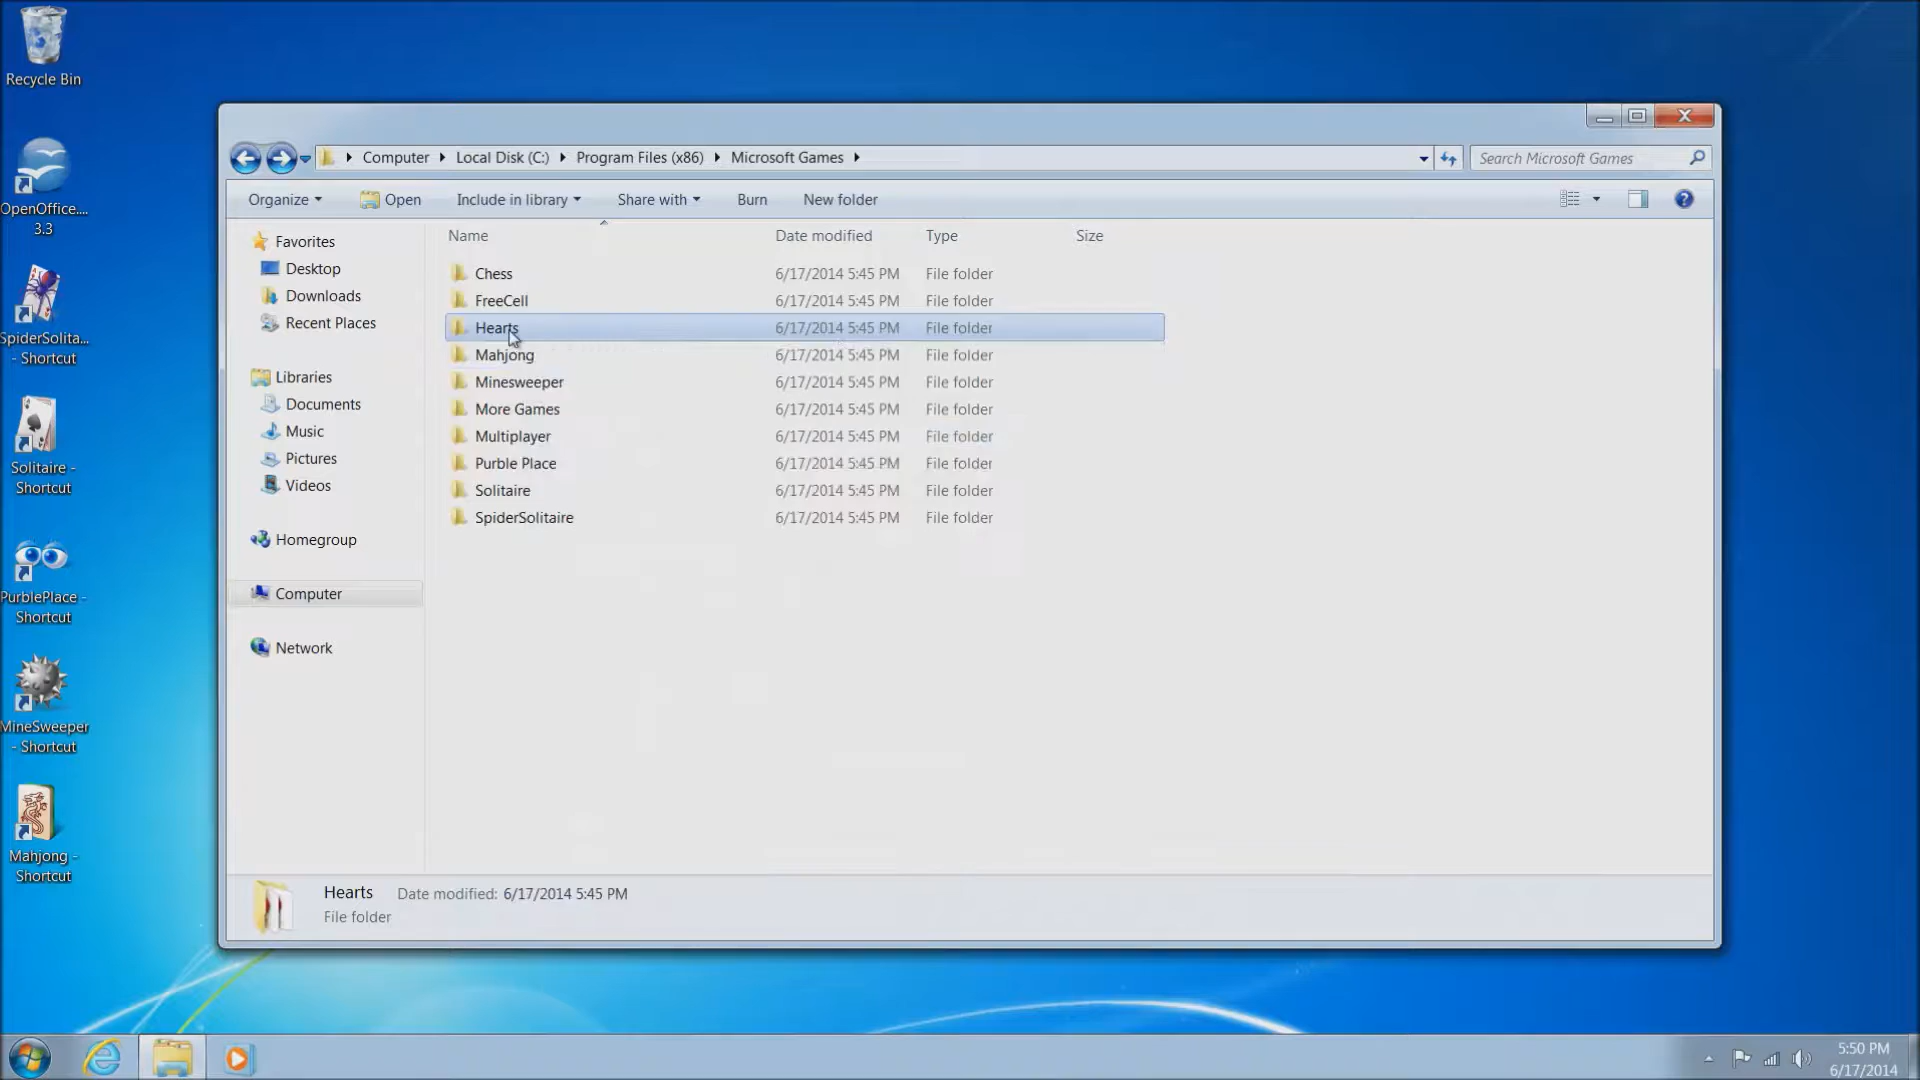 Recycle Bin
OpenOffice....
3.3
SpiderSolita...
- Shortcut
Solitaire -
Shortcut
PurblePlace -
Shortcut
MineSweeper
- Shortcut
Mahjong -
Shortcut
Computer Local Disk (C:) Program Files (x86) Microsoft Games
Search Microsoft Games
Organize Open Include in library Share with Burn New folder
Favorites
Desktop
Downloads
Recent Places
Libraries
Documents
Music
Pictures
Videos
Homegroup
Computer
Network
Name Date modified Type Size
Chess 6/17/2014 5:45 PM File folder
FreeCell 6/17/2014 5:45 PM File folder
Hearts 6/17/2014 5:45 PM File folder
Mahjong 6/17/2014 5:45 PM File folder
Minesweeper 6/17/2014 5:45 PM File folder
More Games 6/17/2014 5:45 PM File folder
Multiplayer 6/17/2014 5:45 PM File folder
Purble Place 6/17/2014 5:45 PM File folder
Solitaire 6/17/2014 5:45 PM File folder
SpiderSolitaire 6/17/2014 5:45 PM File folder
Hearts Date modified: 6/17/2014 5:45 PM
File folder
5:50 PM
6/17/2014